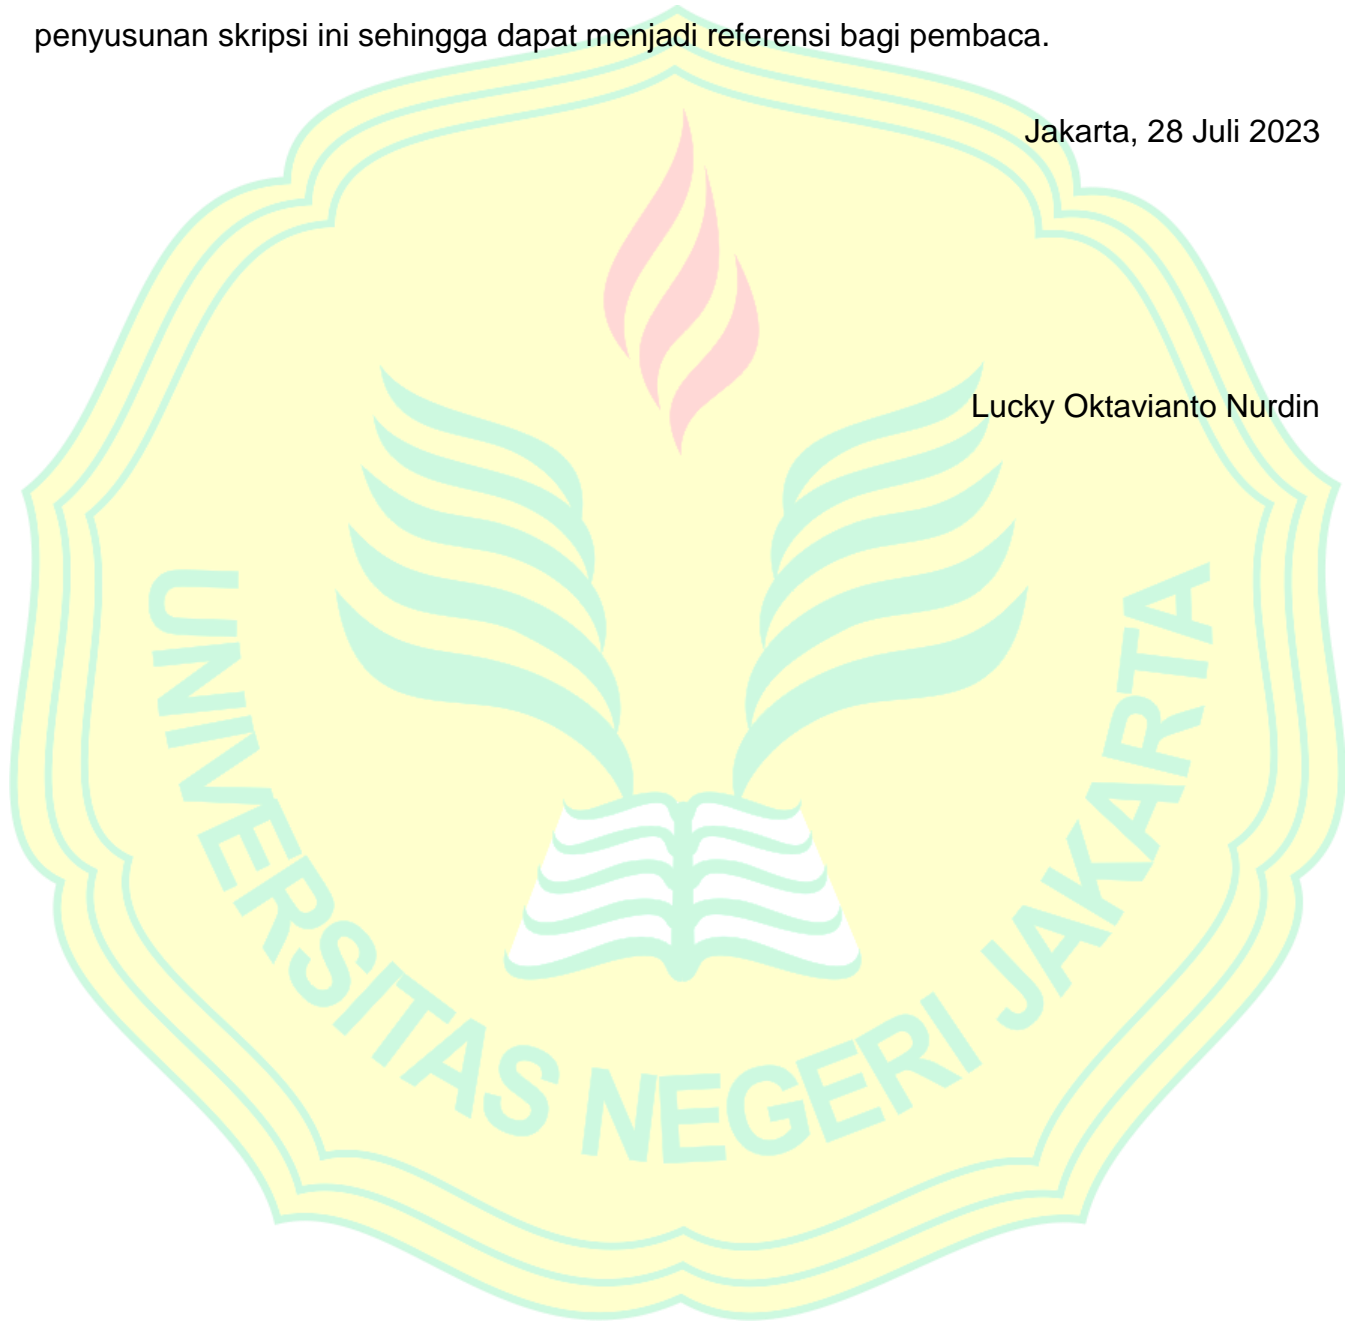 penyusunan skripsi ini sehingga dapat menjadi referensi bagi pembaca.
Jakarta, 28 Juli 2023
Lucky Oktavianto Nurdin
UNIVERSITAS NEGERI JAKARTA